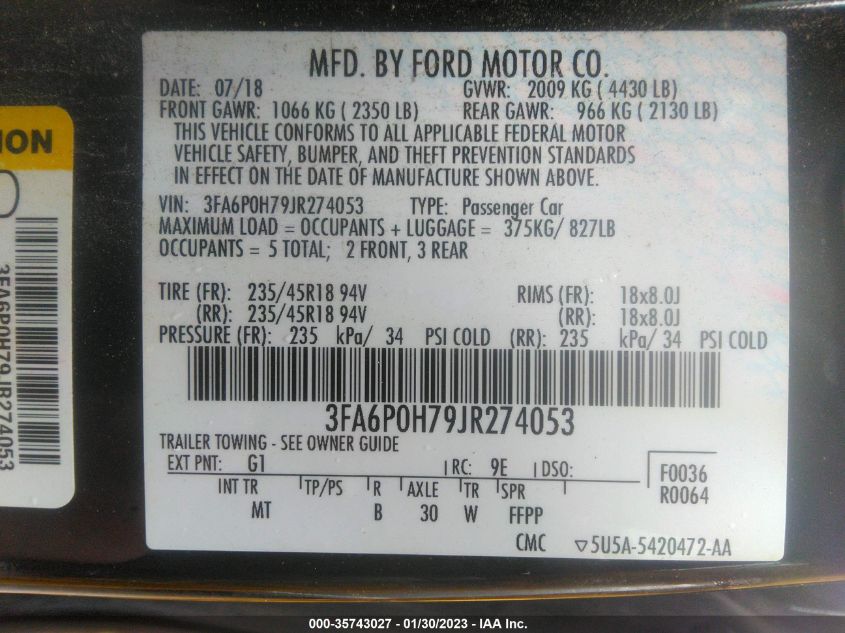 MFD. BY FORD MOTOR CO.
DATE: 07/18 GVWR: 2009 KG ( 4430 LB)
FRONT GAWR: 1066 KG ( 2350 LB) REAR GAWR: 966 KG ( 2130 LB)
THIS VEHICLE CONFORMS TO ALL APPLICABLE FEDERAL MOTOR
VEHICLE SAFETY, BUMPER, AND THEFT PREVENTION STANDARDS
IN EFFECT ON THE DATE OF MANUFACTURE SHOWN ABOVE.
VIN: 3FA6P0H79JR274053 TYPE: Passenger Car
MAXIMUM LOAD = OCCUPANTS + LUGGAGE = 375KG/ 827LB
OCCUPANTS = 5 TOTAL; 2 FRONT, 3 REAR
TIRE (FR): 235/45R18 94V RIMS (FR): 18x8.0J
(RR): 235/45R18 94V (RR): 18x8.0J
PRESSURE (FR): 235 kPa/ 34 PSI COLD (RR): 235 kPa/ 34 PSI COLD
3FA6P0H79JR274053
TRAILER TOWING - SEE OWNER GUIDE
EXT PNT: G1 RC: 9E DSO: F0036
INT TR TP/PS R AXLE TR SPR R0064
MT B 30 W FFPP
CMC ▽5U5A-5420472-AA
ION
3FA6P0H79JR274053
000-35743027 - 01/30/2023 - IAA Inc.